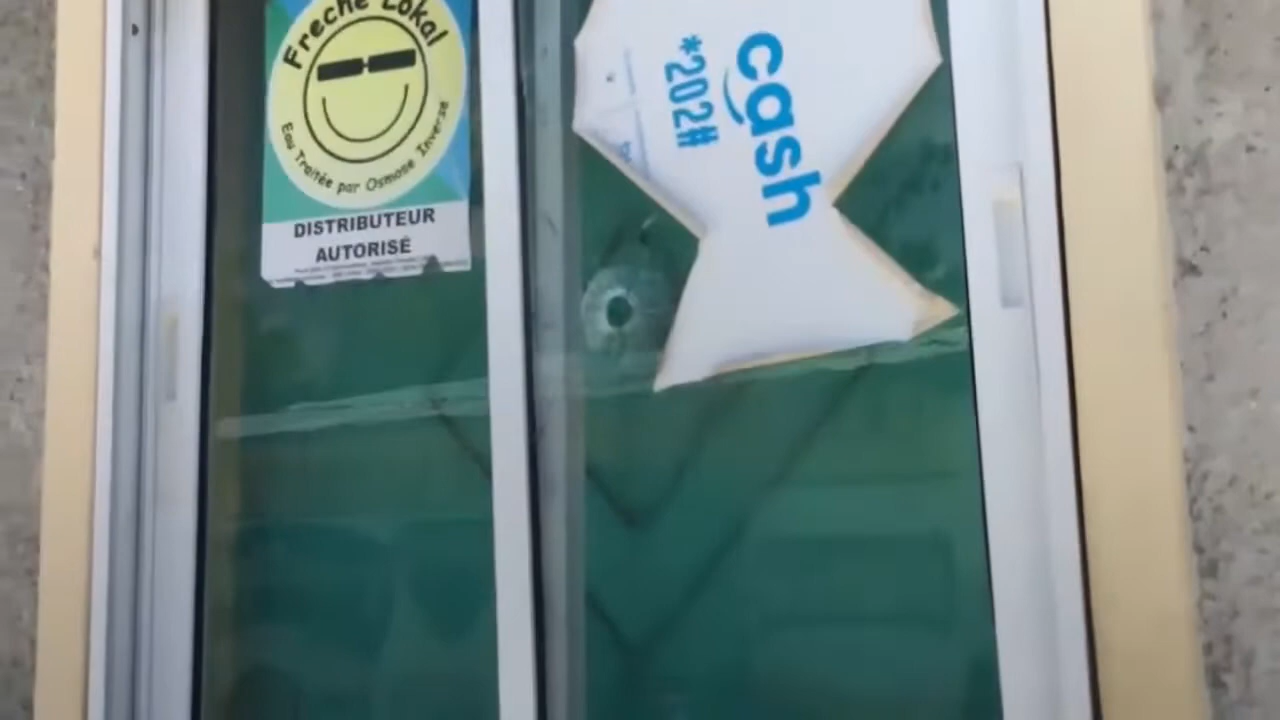 Freche Lokal
Eau Traitée par Osmose Inverse
DISTRIBUTEUR
AUTORISÉ
cash
*202#